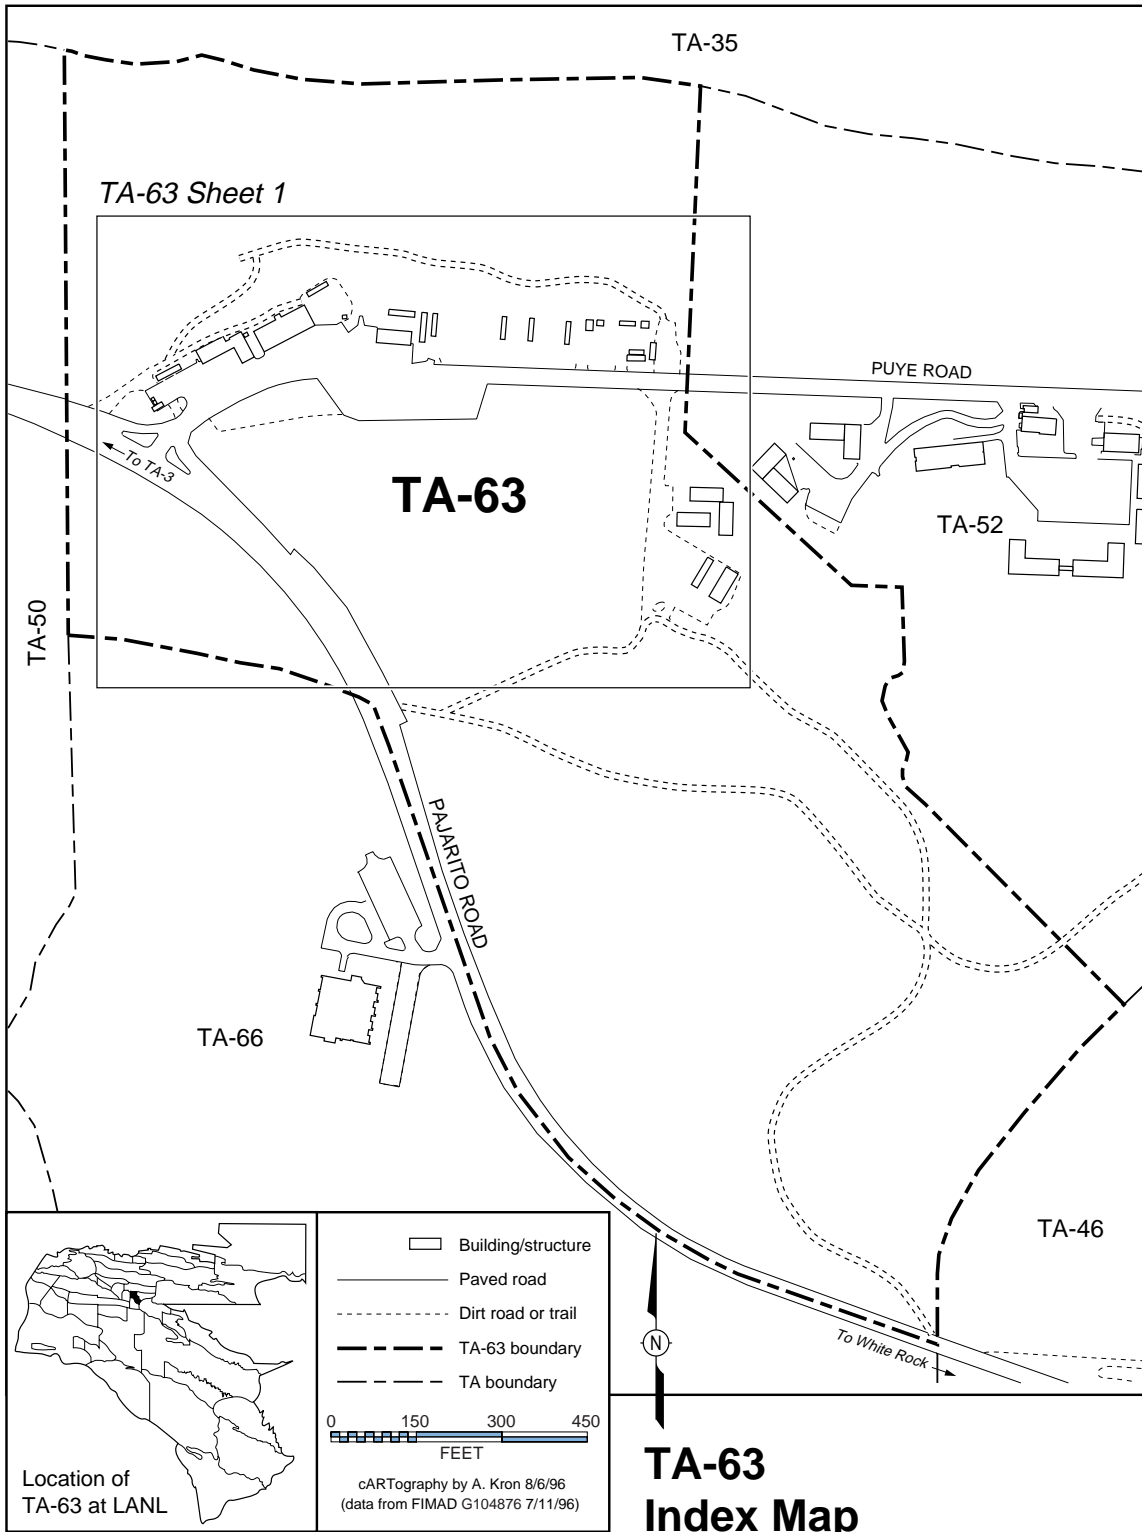 TA-35
TA-63 Sheet 1
PUYE ROAD
To TA-3
TA-63
TA-52
TA-50
PAJARITO ROAD
TA-66
TA-46
To White Rock
N
Building/structure
Paved road
Dirt road or trail
TA-63 boundary
TA boundary
0 150 300 450
FEET
cARTography by A. Kron 8/6/96
(data from FIMAD G104876 7/11/96)
Location of
TA-63 at LANL
TA-63
Index Map